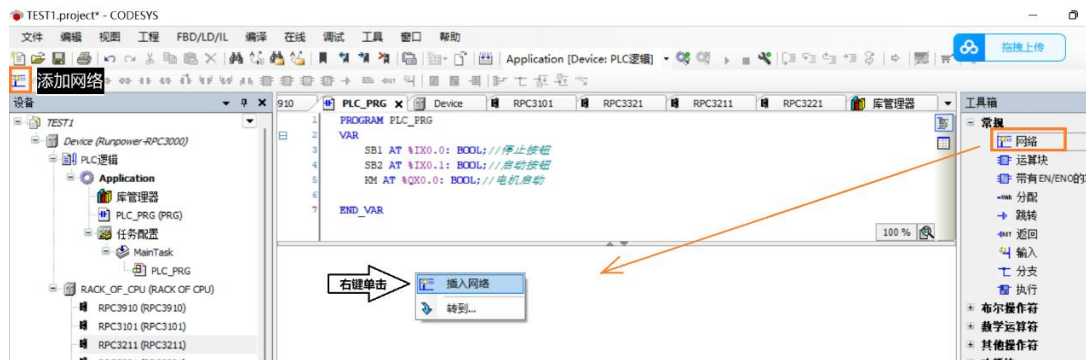 TEST1.project* - CODESYS
文件 编辑 视图 工程 FBD/LD/IL 编译 在线 调试 工具 窗口 帮助
Application [Device: PLC逻辑]
拖拽上传
添加网络
设备
910 PLC_PRG Device RPC3101 RPC3321 RPC3211 RPC3221 库管理器
工具箱
TEST1
Device (Runpower-RPC3000)
PLC逻辑
Application
库管理器
PLC_PRG (PRG)
任务配置
MainTask
PLC_PRG
RACK_OF_CPU (RACK OF CPU)
RPC3910 (RPC3910)
RPC3101 (RPC3101)
RPC3211 (RPC3211)
1 PROGRAM PLC_PRG
2 VAR
3 SB1 AT %IX0.0: BOOL;//停止按钮
4 SB2 AT %IX0.1: BOOL;//启动按钮
5 KM AT %QX0.0: BOOL;//电机启动
6
7 END_VAR
100 %
右键单击
插入网络
转到...
常规
网络
运算块
带有EN/ENO的
分配
跳转
返回
输入
分支
执行
布尔操作符
数学运算符
其他操作符